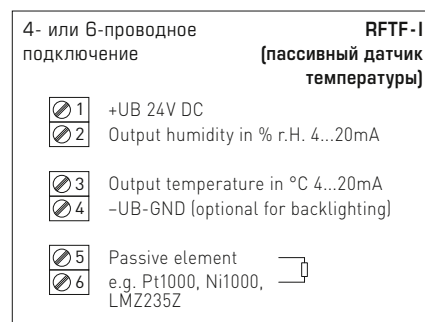 4- или 6-проводное
подключение
RFTF-I
(пассивный датчик
температуры)
1 +UB 24V DC
2 Output humidity in % r.H. 4...20mA
3 Output temperature in °C 4...20mA
4 –UB-GND (optional for backlighting)
5 Passive element
6 e.g. Pt1000, Ni1000,
LMZ235Z